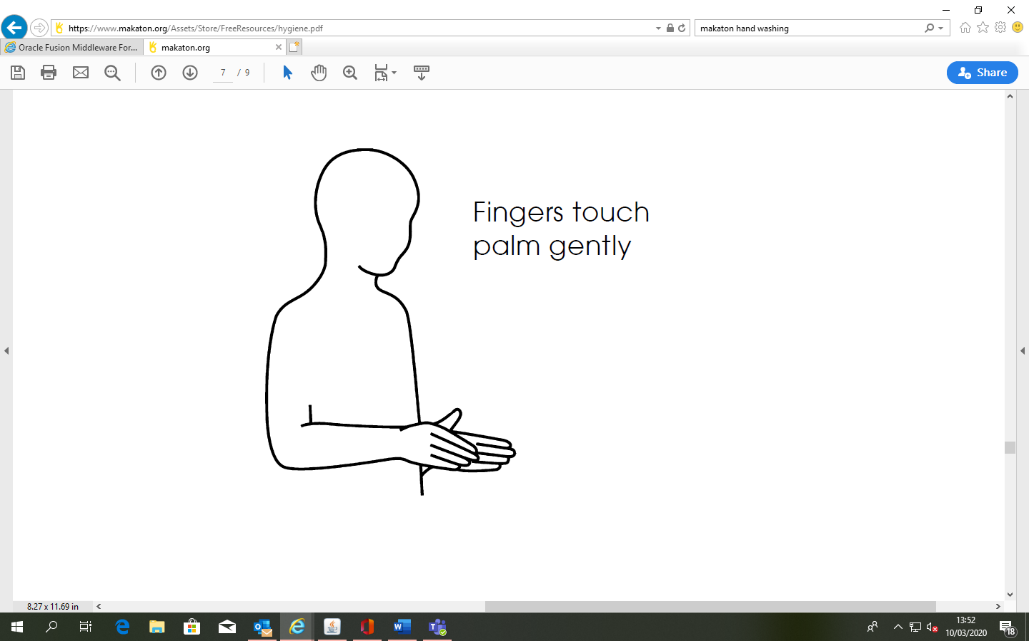 https://www.makaton.org/Assets/Store/FreeResources/hygiene.pdf
makaton hand washing
Oracle Fusion Middleware For...
makaton.org
7 / 9
Share
Fingers touch
palm gently
8.27 x 11.69 in
13:52
10/03/2020
18